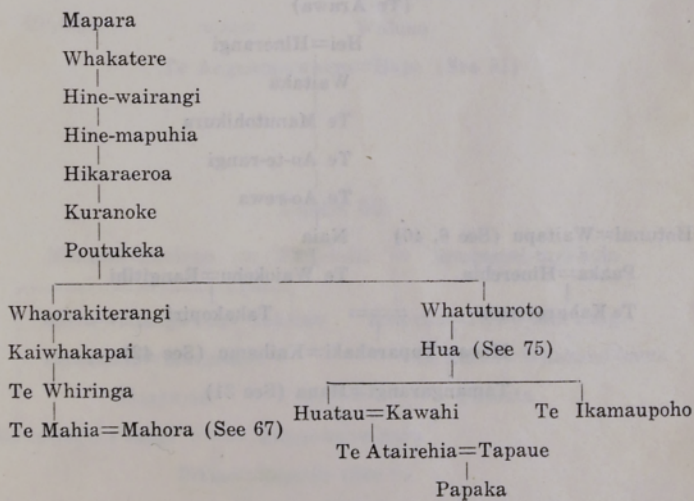 Mapara
Whakatere
Hine-wairangi
Hine-mapuhia
Hikaraeroa
Kuranoke
Poutukeka
Whaorakiterangi Whatuturoto
Kaiwhakapai Hua (See 75)
Te Whiringa
Huatau=Kawahi Te Ikamaupoho
Te Mahia=Mahora (See 67)
Te Atairehia=Tapaue
Papaka